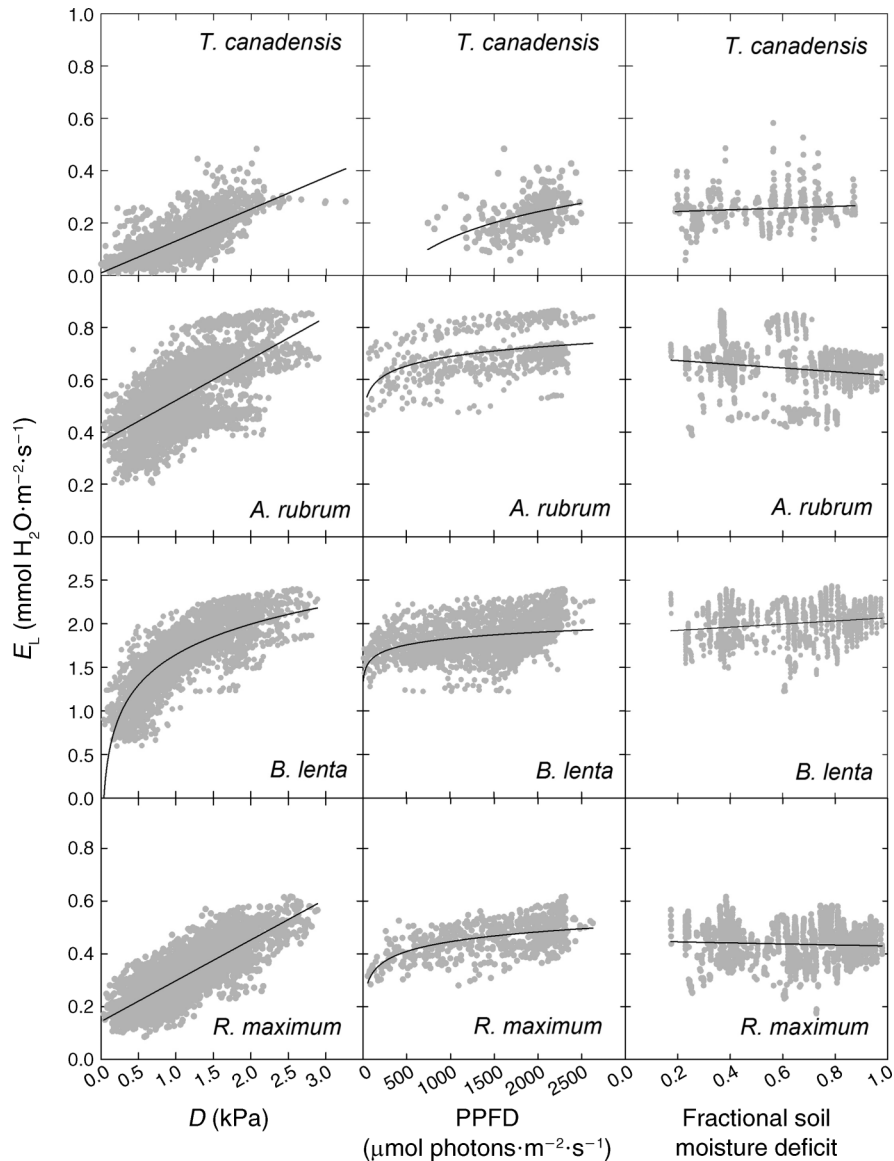 1.0
0.8
0.6
0.4
0.2
0.0
T. canadensis
T. canadensis
T. canadensis
0.8
0.6
0.4
0.2
0.0
A. rubrum
A. rubrum
A. rubrum
2.5
2.0
1.5
1.0
0.5
0.0
B. lenta
B. lenta
B. lenta
0.8
0.6
0.4
0.2
0.0
R. maximum
R. maximum
R. maximum
E_L (mmol H₂O·m⁻²·s⁻¹)
0.0 0.5 1.0 1.5 2.0 2.5 3.0
500 1000 1500 2000 2500
0.0 0.2 0.4 0.6 0.8 1.0
D (kPa)
PPFD
(μmol photons·m⁻²·s⁻¹)
Fractional soil
moisture deficit